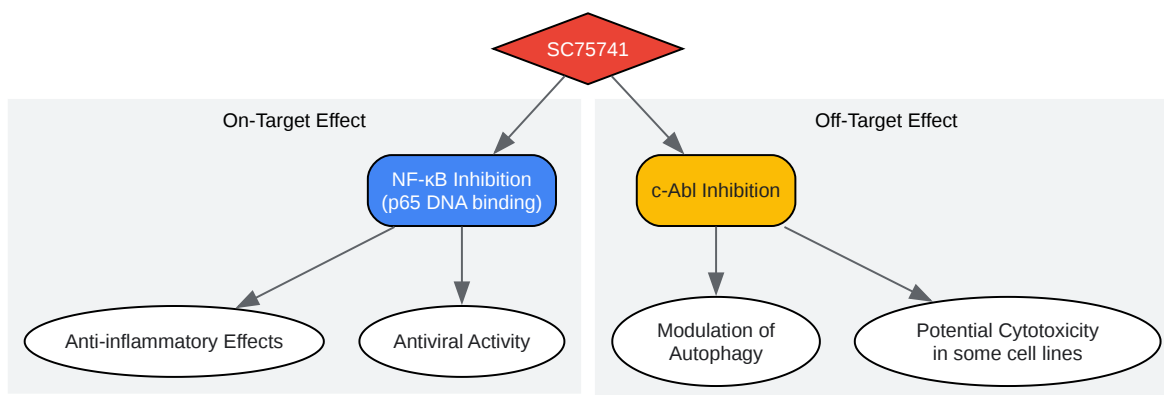 SC75741
On-Target Effect
Off-Target Effect
NF-κB Inhibition
(p65 DNA binding)
c-Abl Inhibition
Anti-inflammatory Effects
Antiviral Activity
Modulation of
Autophagy
Potential Cytotoxicity
in some cell lines